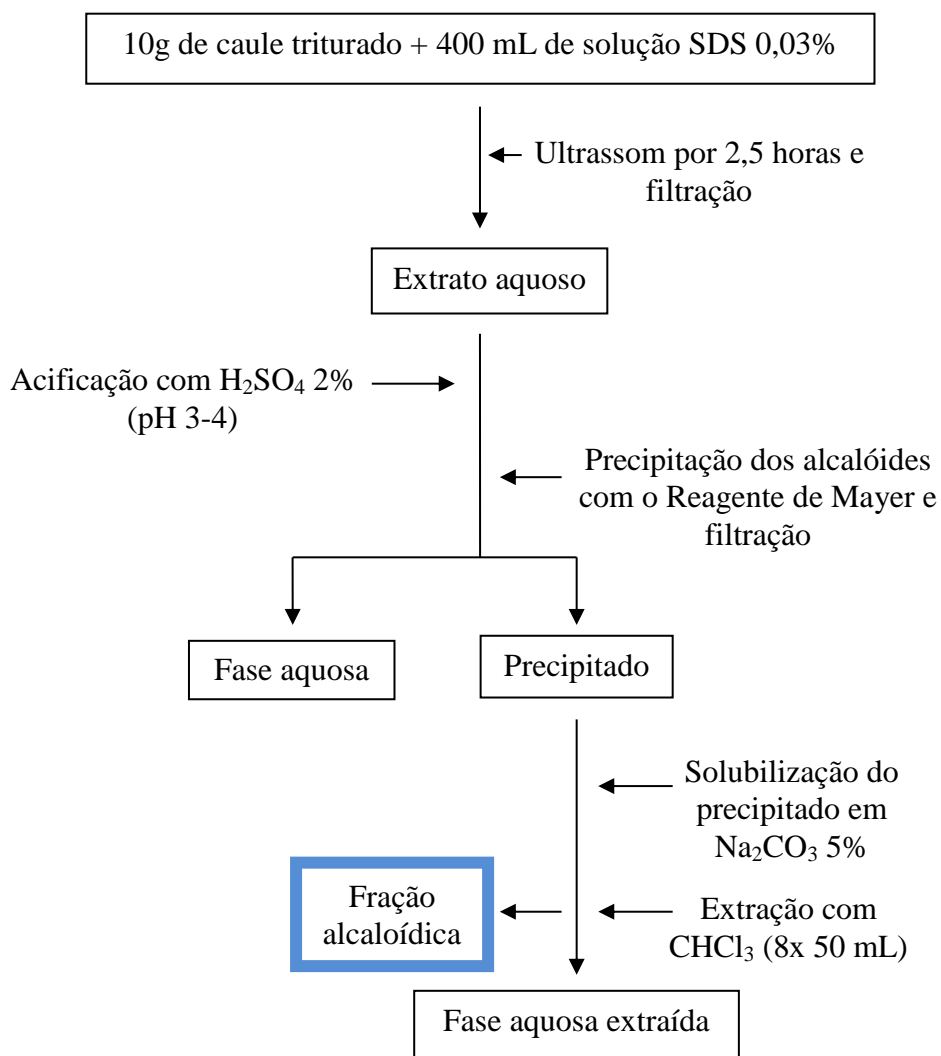 10g de caule triturado + 400 mL de solução SDS 0,03%
Ultrassom por 2,5 horas e
filtração
Extrato aquoso
Acificação com H₂SO₄ 2%
(pH 3-4)
Precipitação dos alcalóides
com o Reagente de Mayer e
filtração
Fase aquosa
Precipitado
Solubilização do
precipitado em
Na₂CO₃ 5%
Fração
alcaloídica
Extração com
CHCl₃ (8x 50 mL)
Fase aquosa extraída